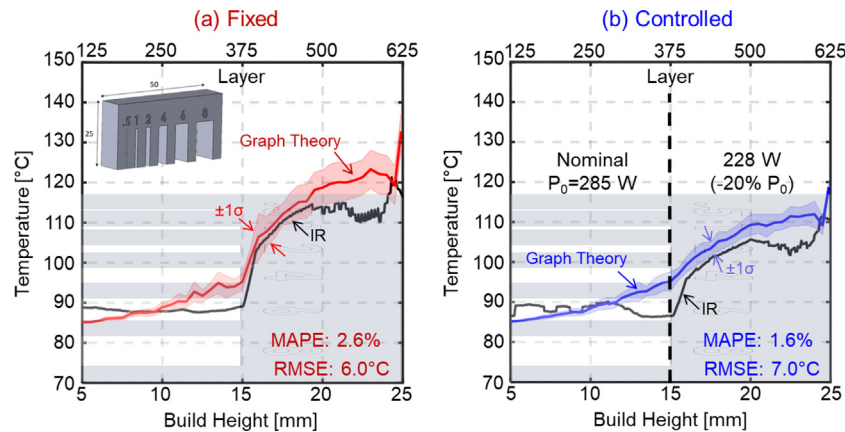 (a) Fixed
125 250 375 500 625
Layer
150
140
130
120
110
100
90
80
70
Temperature [°C]
50
25
.5 1 2 4 6 8
Graph Theory
±1σ
IR
MAPE: 2.6%
RMSE: 6.0°C
5 10 15 20 25
Build Height [mm]
(b) Controlled
125 250 375 500 625
Layer
150
140
130
120
110
100
90
80
70
Temperature [°C]
Nominal
P₀=285 W
228 W
(-20% P₀)
Graph Theory
±1σ
IR
MAPE: 1.6%
RMSE: 7.0°C
5 10 15 20 25
Build Height [mm]